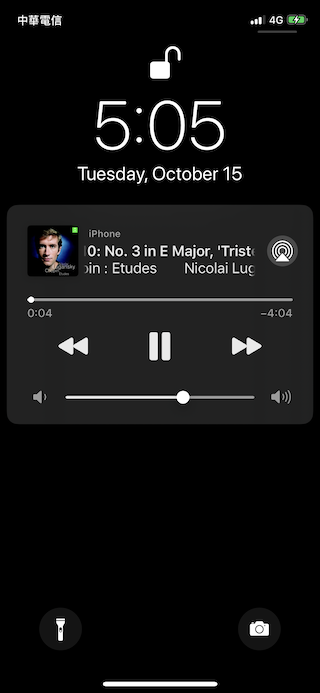 中華電信 4G
5:05
Tuesday, October 15
iPhone
10: No. 3 in E Major, 'Triste
pin : Etudes Nicolai Lug
0:04 −4:04